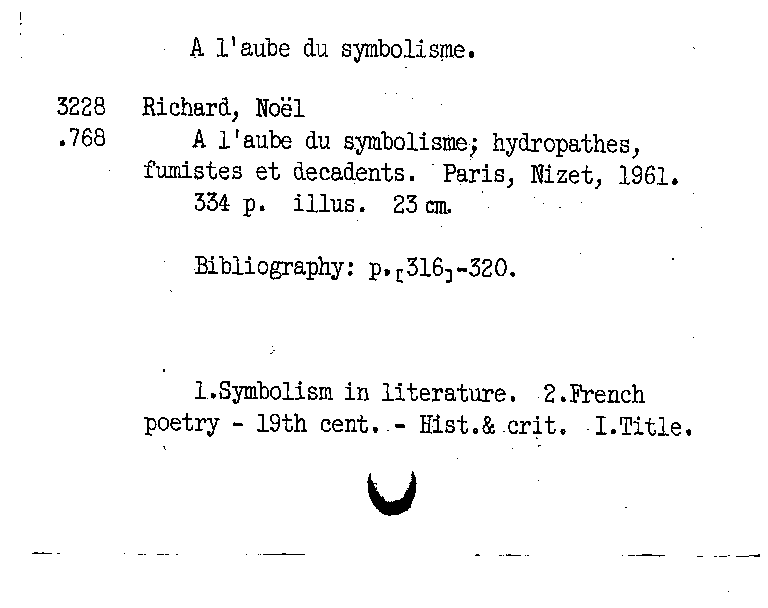 A l'aube du symbolisme.
3228 Richard, Noël
.768 A l'aube du symbolisme; hydropathes,
fumistes et decadents. Paris, Nizet, 1961.
334 p. illus. 23 cm.
Bibliography: p.[316]-320.
1.Symbolism in literature. 2.French
poetry - 19th cent. - Hist.& crit. I.Title.